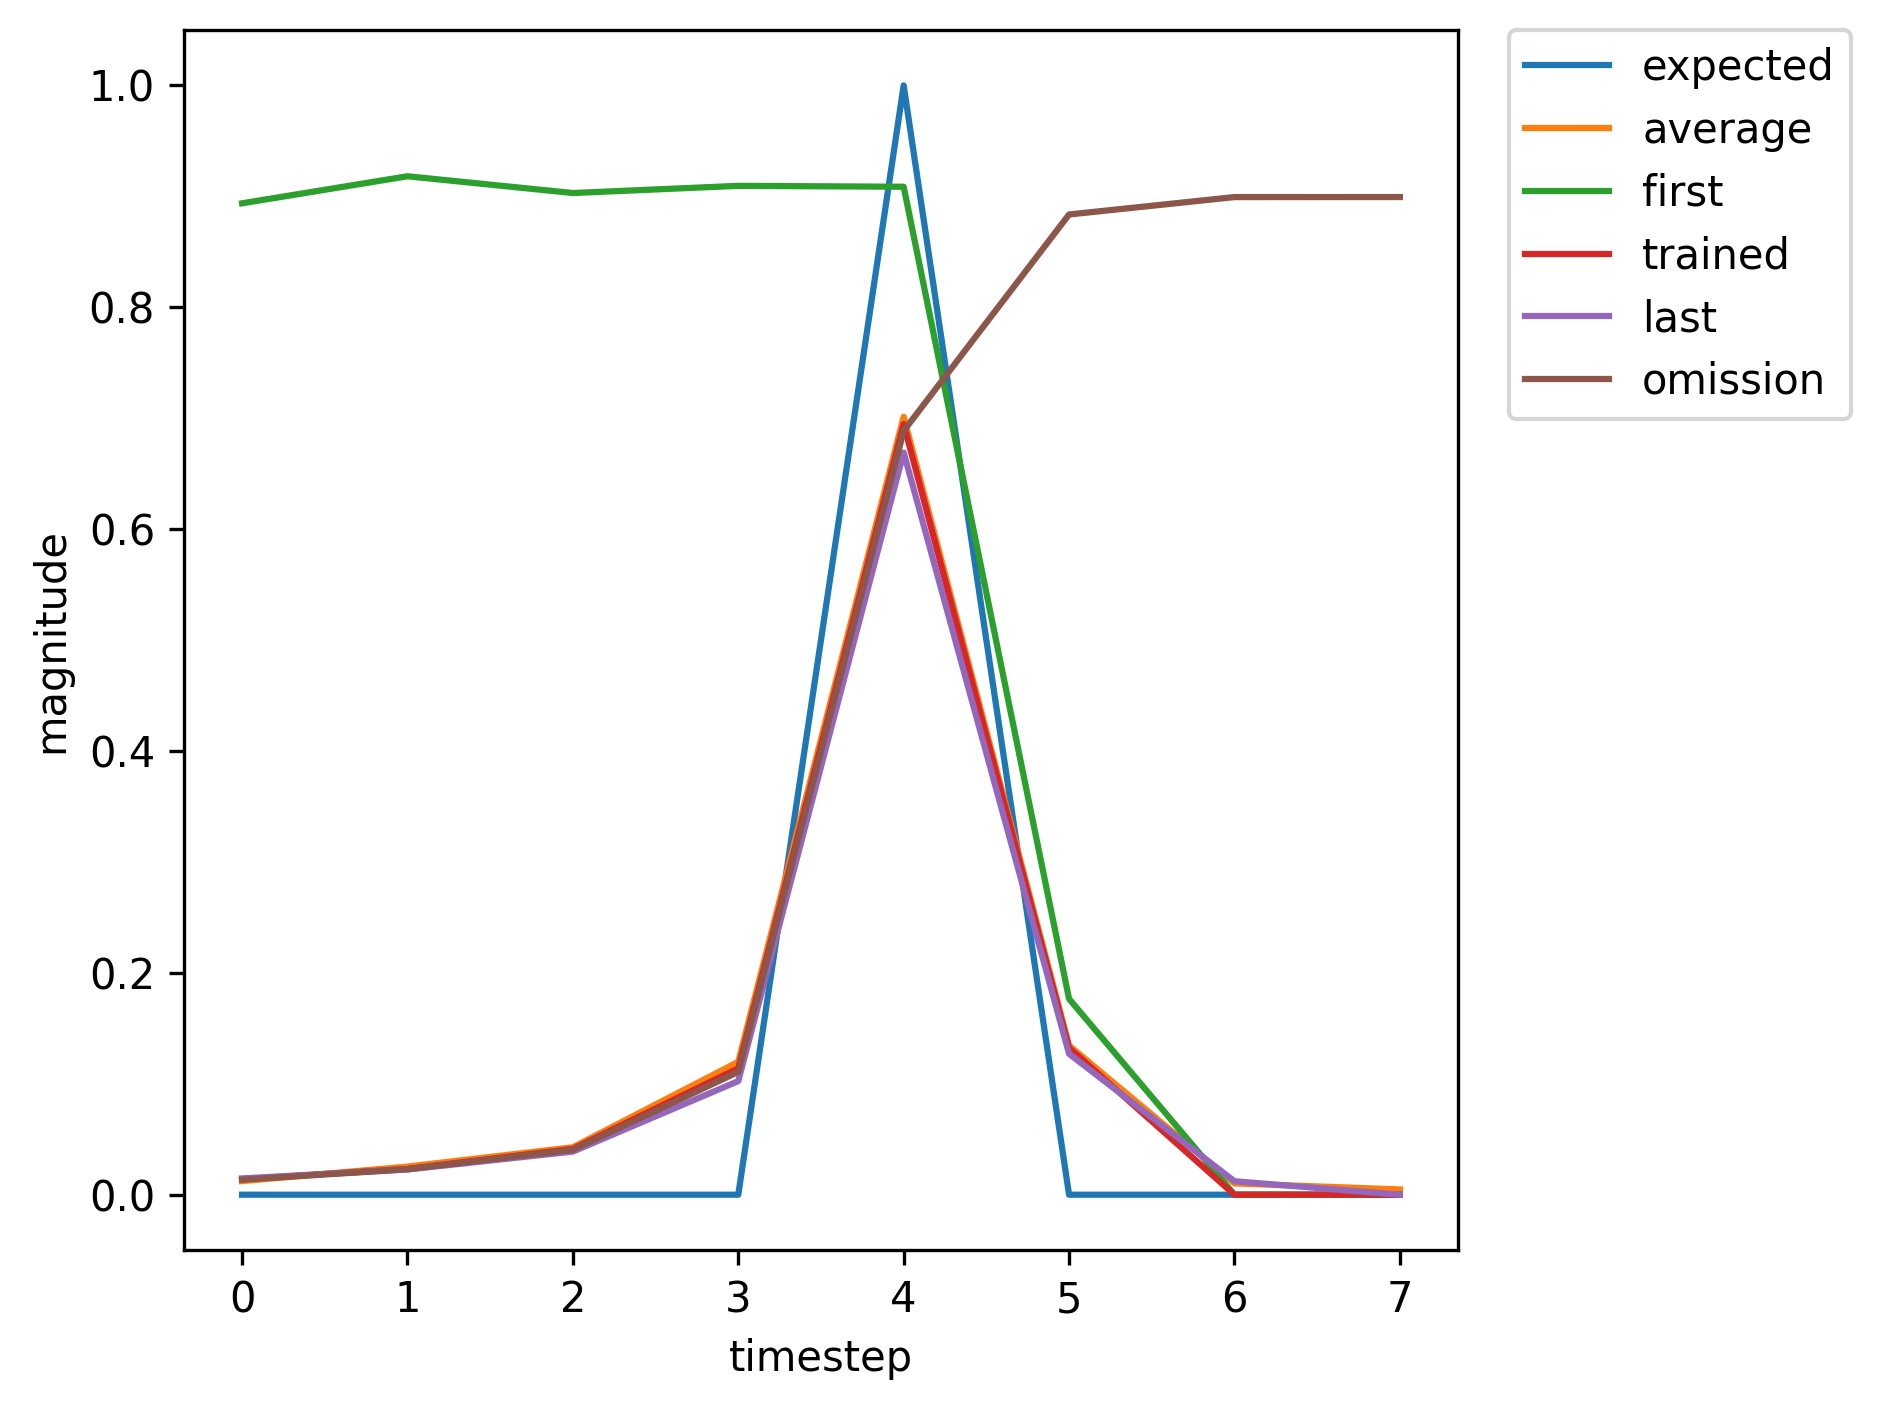 1.0
0.8
0.6
0.4
0.2
0.0
magnitude
0 1 2 3 4 5 6 7
timestep
expected
average
first
trained
last
omission